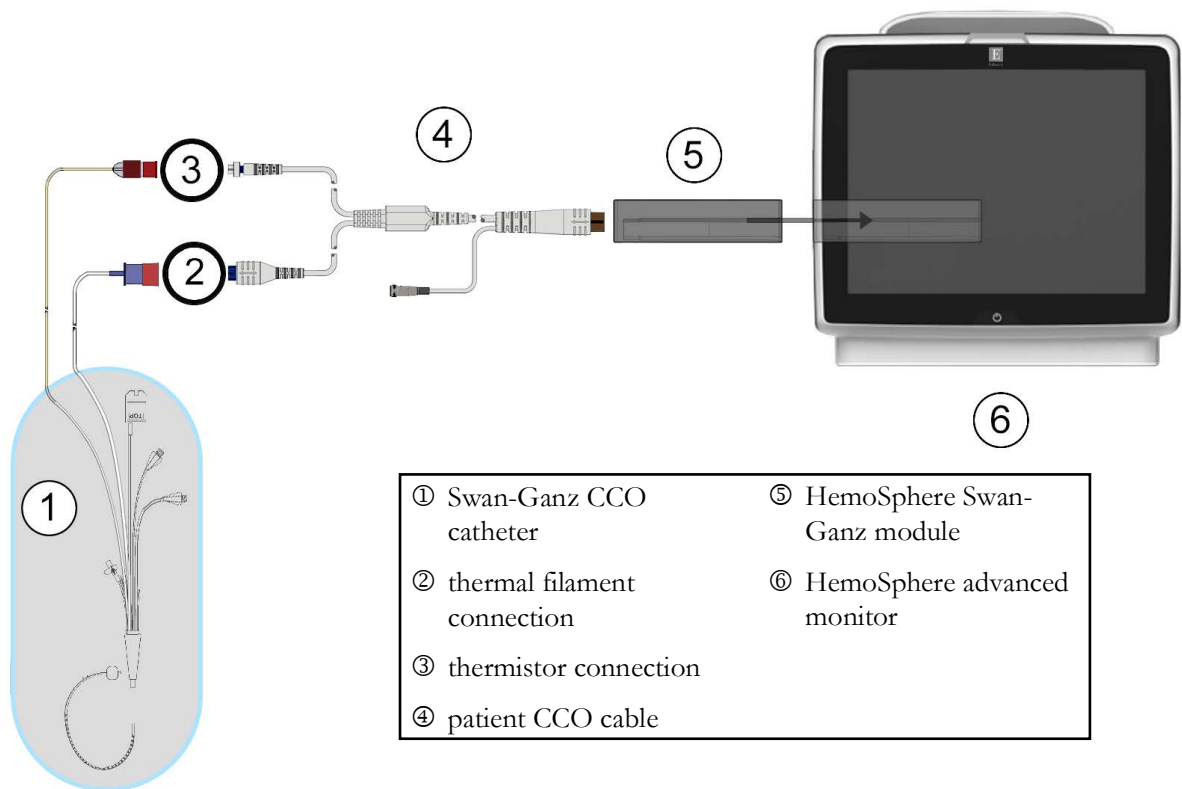 ④
⑤
③
②
①
⑥
E
TOP
① Swan-Ganz CCO
catheter
② thermal filament
connection
③ thermistor connection
④ patient CCO cable
⑤ HemoSphere Swan-
Ganz module
⑥ HemoSphere advanced
monitor